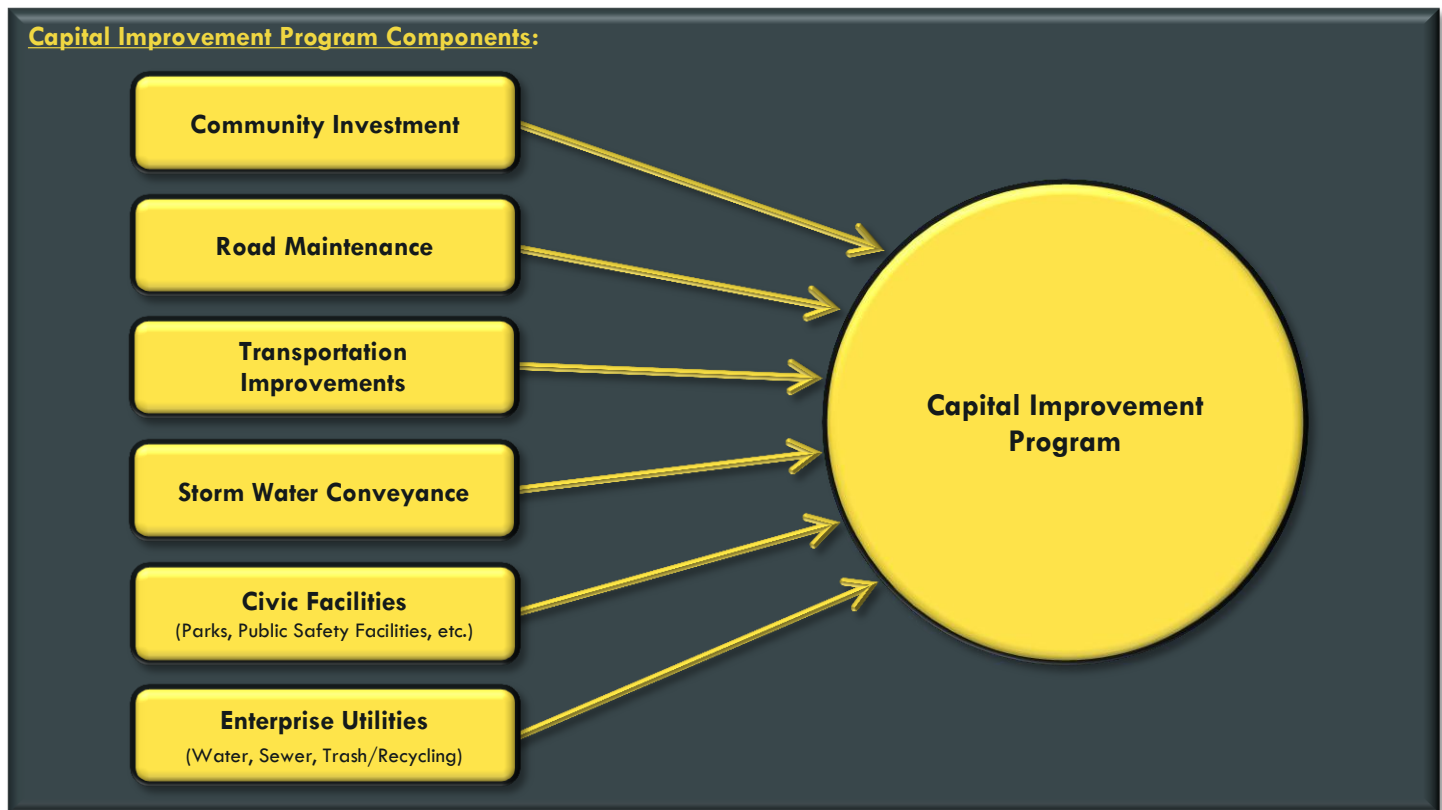 Capital Improvement Program Components:
Community Investment
Road Maintenance
Transportation
Improvements
Storm Water Conveyance
Civic Facilities
(Parks, Public Safety Facilities, etc.)
Enterprise Utilities
(Water, Sewer, Trash/Recycling)
Capital Improvement
Program